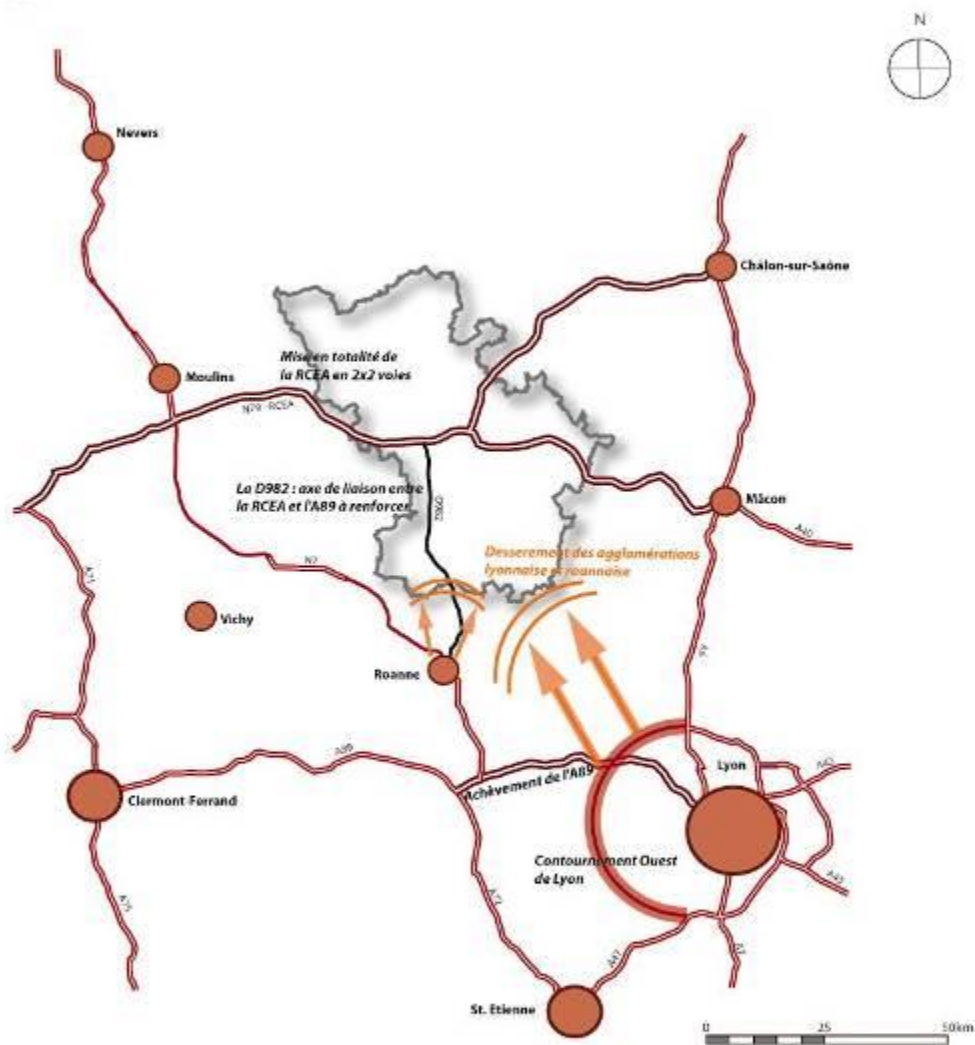 N
Nevers
Châlon-sur-Saône
Mise en totalité de
la RCEA en 2x2 voies
Moulins
N79 -RCEA
La D982 : axe de liaison entre
la RCEA et l'A89 à renforcer
D982
Mâcon
A40
Desserement des agglomérations
lyonnaise et roannaise
A71
N7
Vichy
A6
Roanne
A89
Lyon
A42
Achèvement de l'A89
Clermont-Ferrand
Contournement Ouest
de Lyon
A43
A75
A72
A47
A7
St. Etienne
0 25 50km